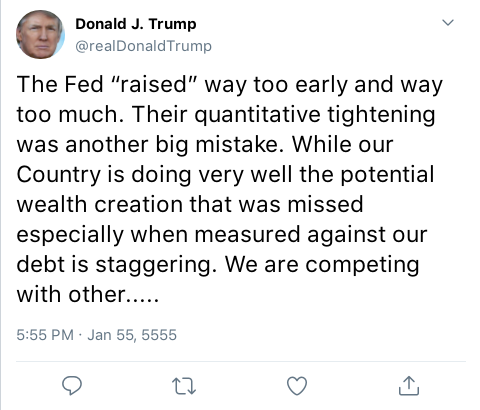 Donald J. Trump
@realDonaldTrump
The Fed “raised” way too early and way
too much. Their quantitative tightening
was another big mistake. While our
Country is doing very well the potential
wealth creation that was missed
especially when measured against our
debt is staggering. We are competing
with other.....
5:55 PM · Jan 55, 5555